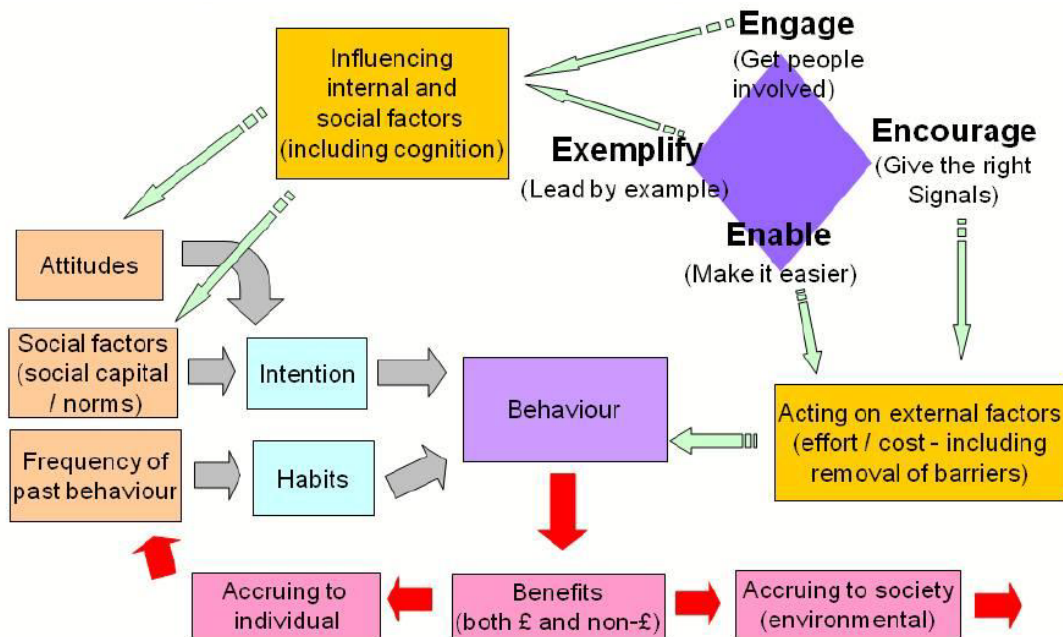 Engage
(Get people
involved)
Influencing
internal and
social factors
(including cognition)
Exemplify
(Lead by example)
Encourage
(Give the right
Signals)
Enable
(Make it easier)
Attitudes
Social factors
(social capital
/ norms)
Intention
Behaviour
Acting on external factors
(effort / cost - including
removal of barriers)
Frequency of
past behaviour
Habits
Accruing to
individual
Benefits
(both £ and non-£)
Accruing to society
(environmental)